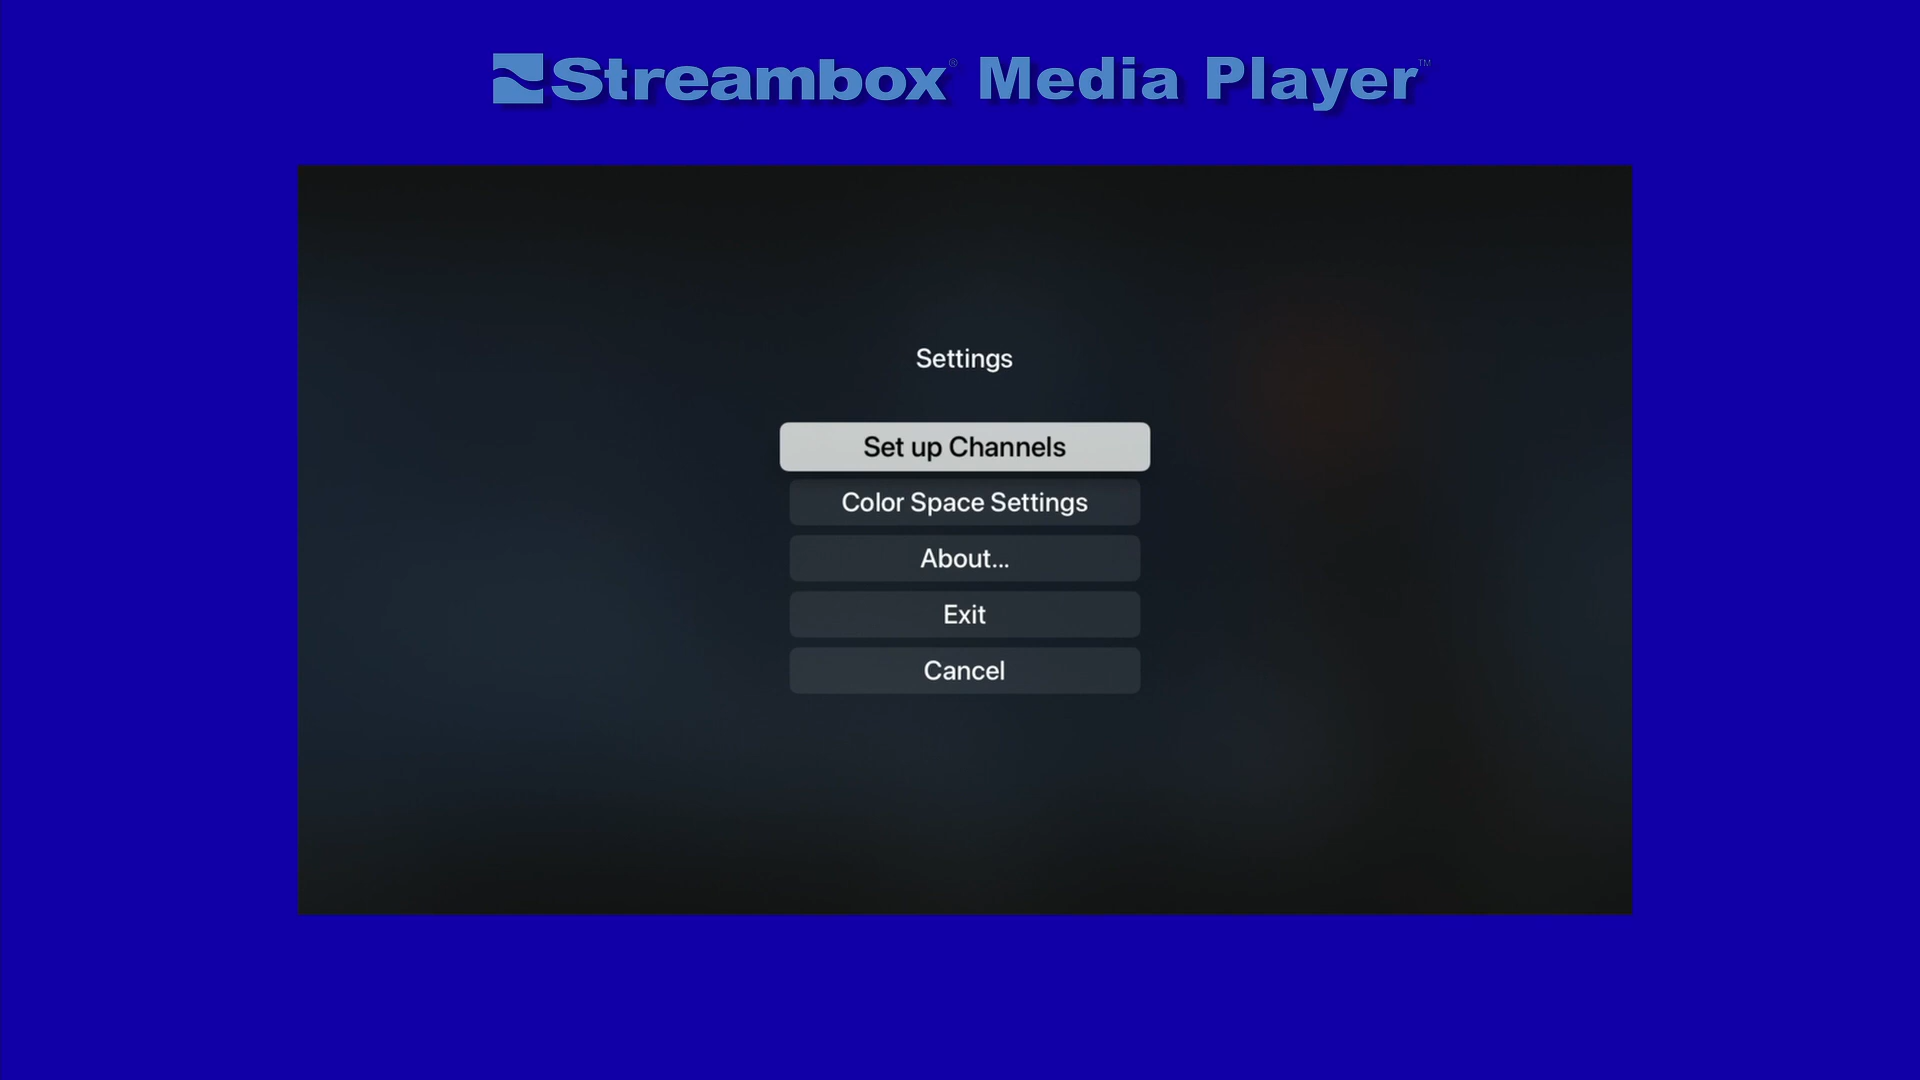 Streambox® Media Player™
Settings
Set up Channels
Color Space Settings
About...
Exit
Cancel